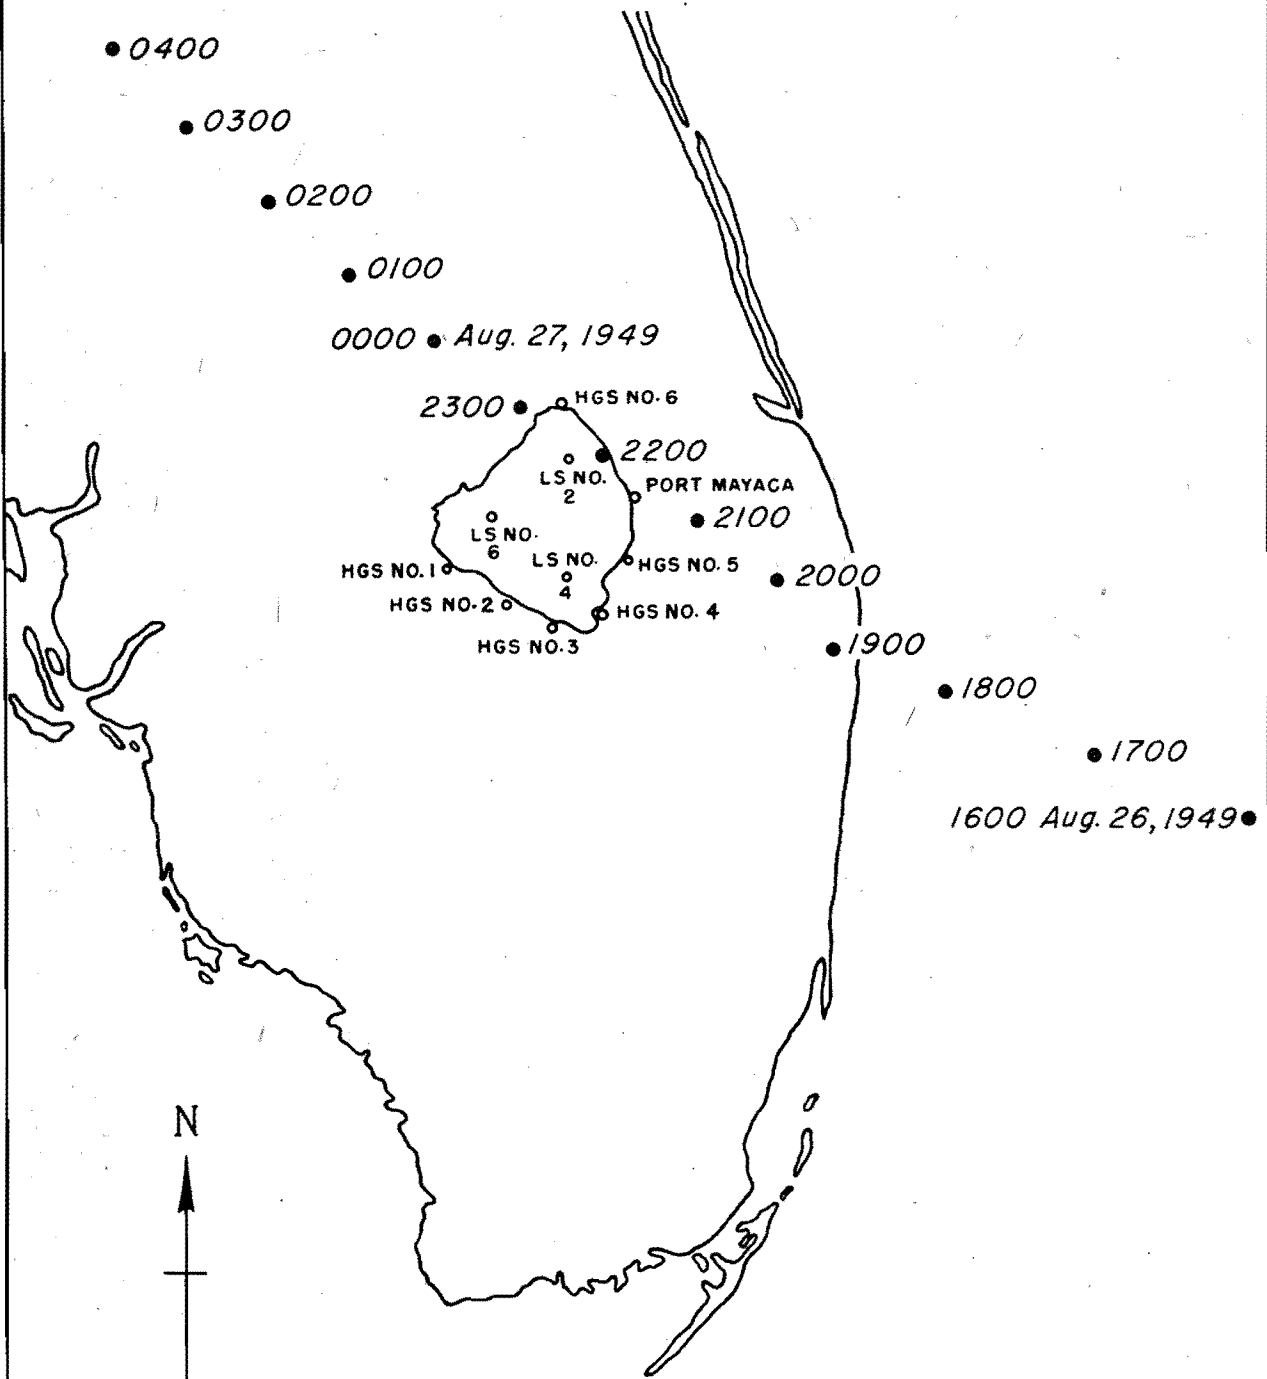 0400
0300
0200
0100
0000 Aug. 27, 1949
2300
HGS NO. 6
2200
LS NO.
2
PORT MAYACA
2100
LS NO.
6
LS NO.
4
HGS NO. 5
HGS NO. 1
2000
HGS NO. 2
HGS NO. 4
HGS NO. 3
1900
1800
1700
1600 Aug. 26, 1949
N